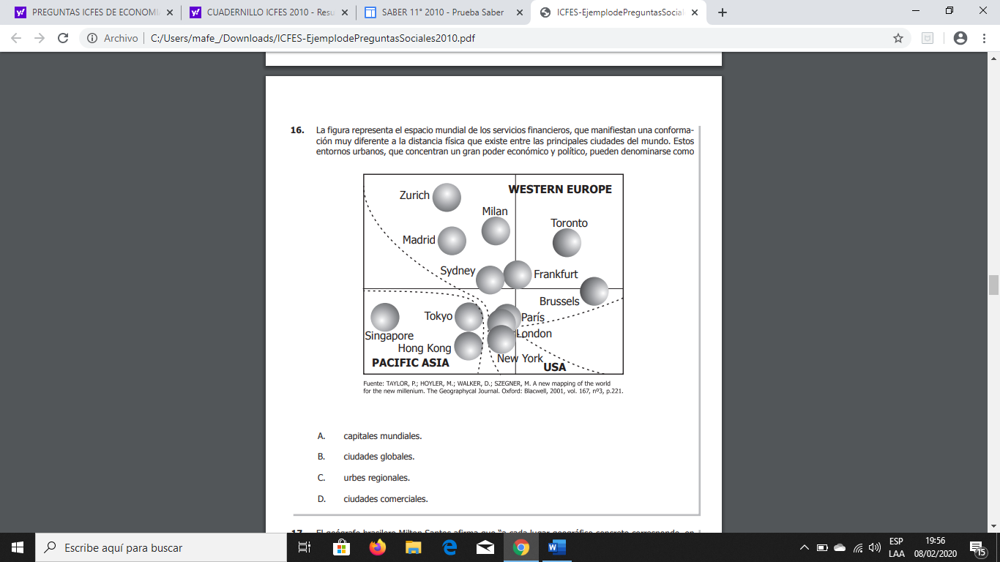 PREGUNTAS ICFES DE ECONOMI
CUADERNILLO ICFES 2010 - Resu
SABER 11° 2010 - Prueba Saber
ICFES-EjemplodePreguntasSocial
Archivo
C:/Users/mafe_/Downloads/ICFES-EjemplodePreguntasSociales2010.pdf
16. La figura representa el espacio mundial de los servicios financieros, que manifiestan una conforma-
ción muy diferente a la distancia física que existe entre las principales ciudades del mundo. Estos
entornos urbanos, que concentran un gran poder económico y político, pueden denominarse como
WESTERN EUROPE
Zurich
Milan
Toronto
Madrid
Sydney
Frankfurt
Brussels
Tokyo
París
London
Singapore
Hong Kong
New York
PACIFIC ASIA
USA
Fuente: TAYLOR, P.; HOYLER, M.; WALKER, D.; SZEGNER, M. A new mapping of the world
for the new millenium. The Geographycal Journal. Oxford: Blacwell, 2001, vol. 167, nº3, p.221.
A. capitales mundiales.
B. ciudades globales.
C. urbes regionales.
D. ciudades comerciales.
17. El geógrafo brasilero Milton Santos afirma que "a cada lugar geográfico concreto corresponde, en
Escribe aquí para buscar
ESP
LAA
19:56
08/02/2020
15